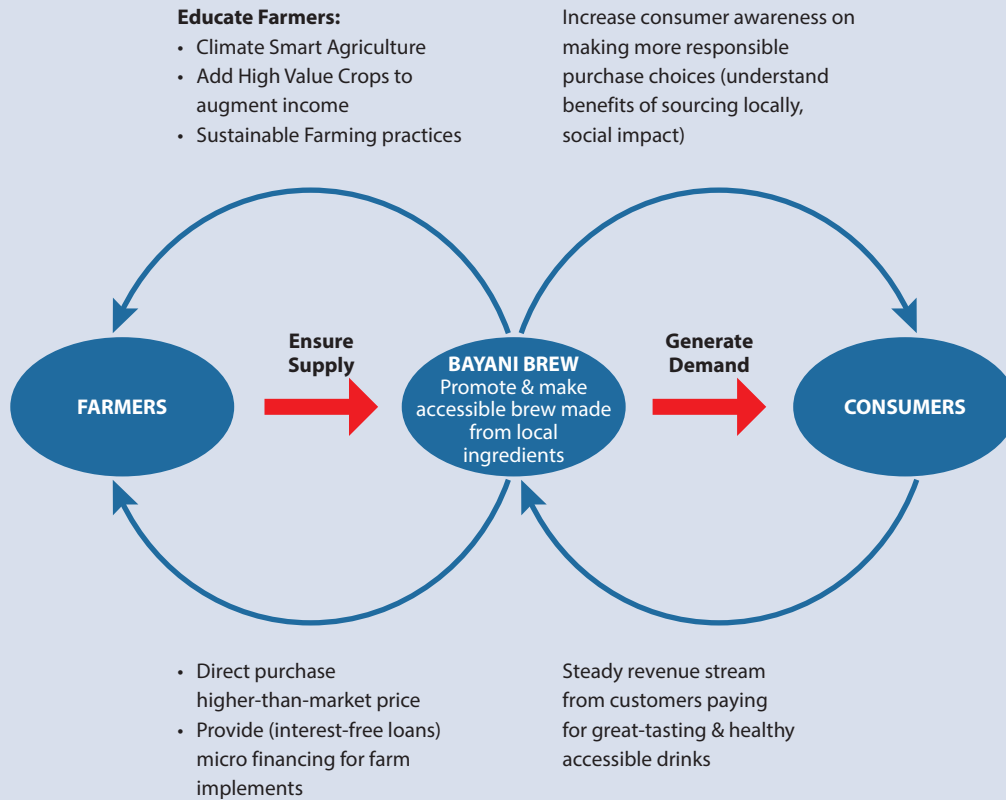 Educate Farmers:
• Climate Smart Agriculture
• Add High Value Crops to
augment income
• Sustainable Farming practices
Increase consumer awareness on
making more responsible
purchase choices (understand
benefits of sourcing locally,
social impact)
FARMERS
Ensure
Supply
BAYANI BREW
Promote & make
accessible brew made
from local
ingredients
Generate
Demand
CONSUMERS
• Direct purchase
higher-than-market price
• Provide (interest-free loans)
micro financing for farm
implements
Steady revenue stream
from customers paying
for great-tasting & healthy
accessible drinks